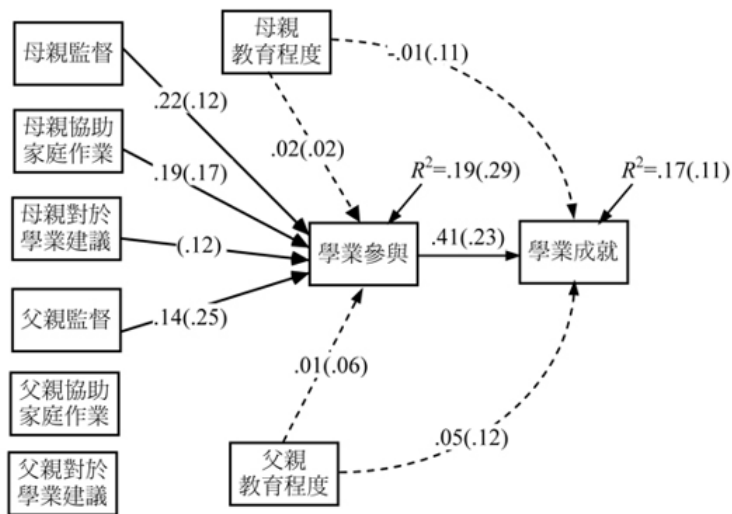 母親監督
母親協助
家庭作業
母親對於
學業建議
父親監督
父親協助
家庭作業
父親對於
學業建議
母親
教育程度
-.01(.11)
.22(.12)
.02(.02)
.19(.17)
R²=.19(.29)
R²=.17(.11)
(.12)
學業參與
.41(.23)
學業成就
.14(.25)
.01(.06)
.05(.12)
父親
教育程度